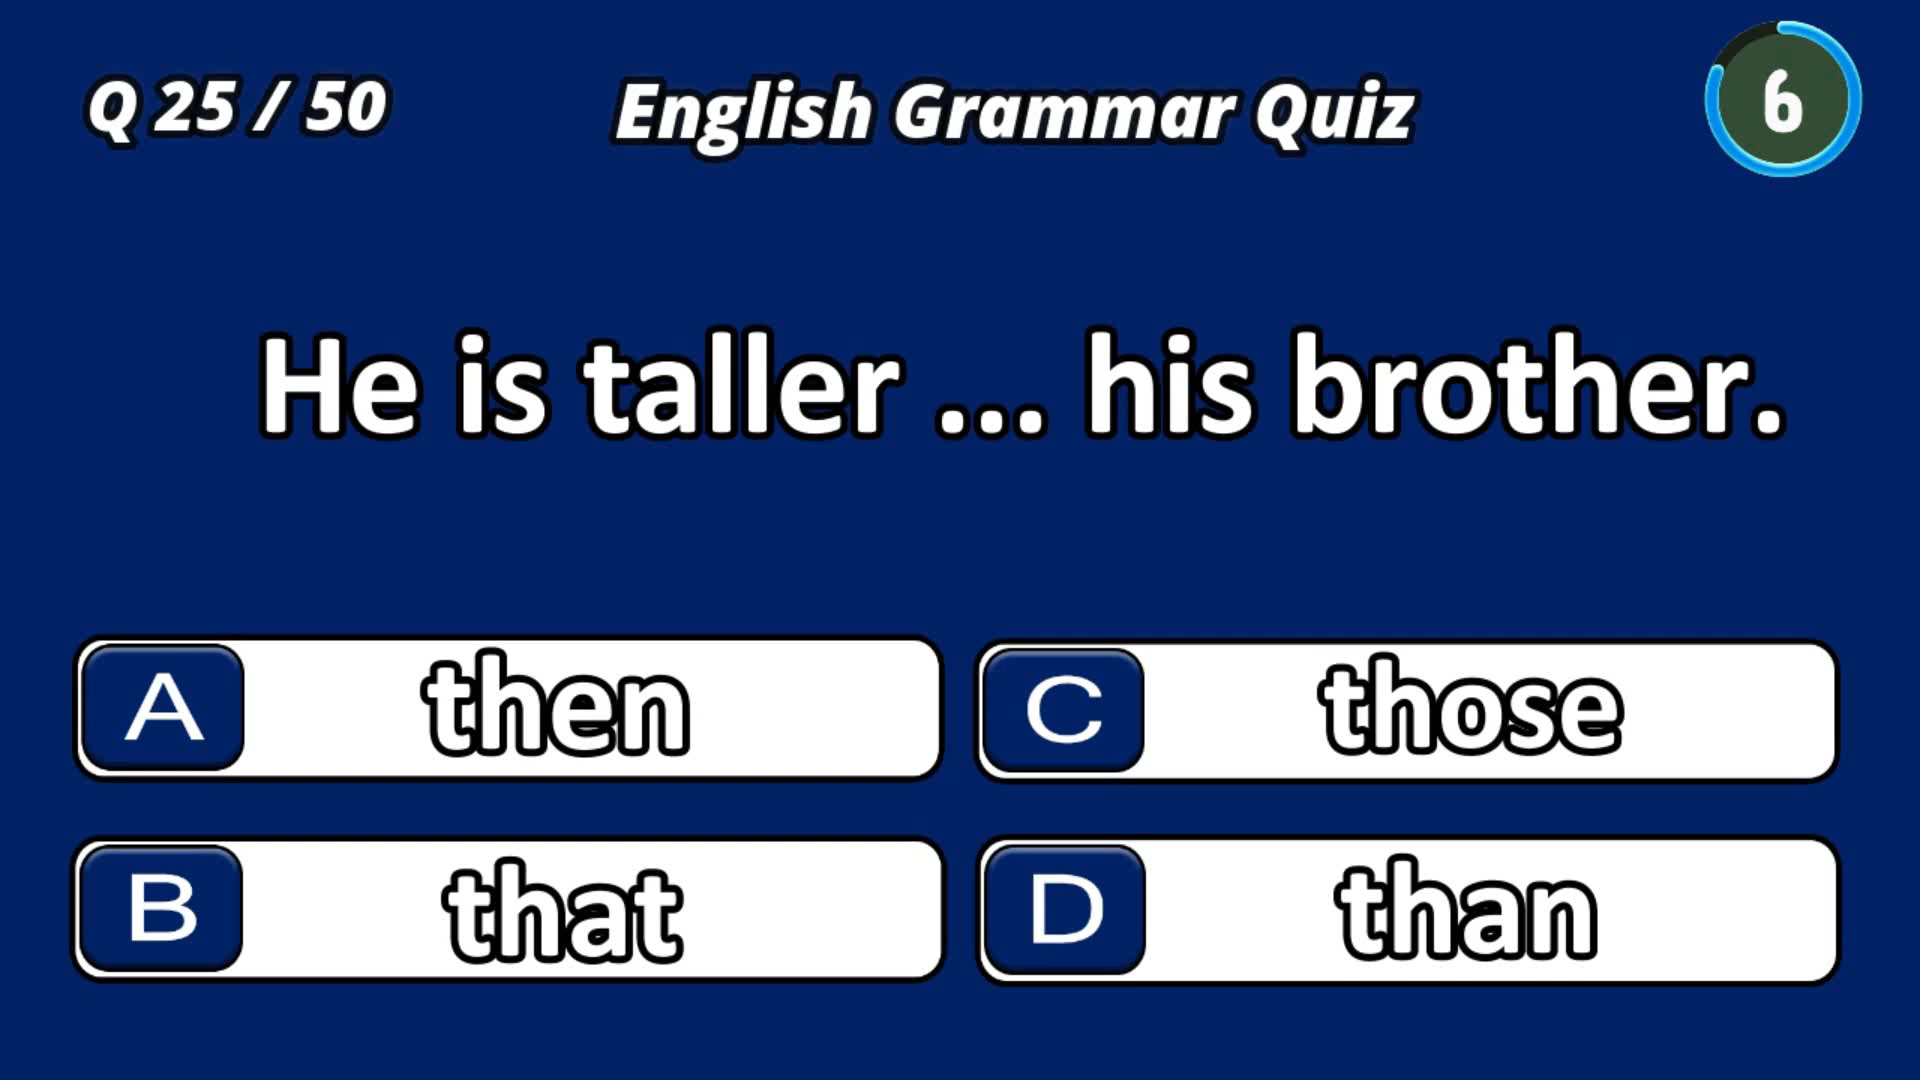 Q 25 / 50
English Grammar Quiz
6
He is taller ... his brother.
A then
C those
B that
D than